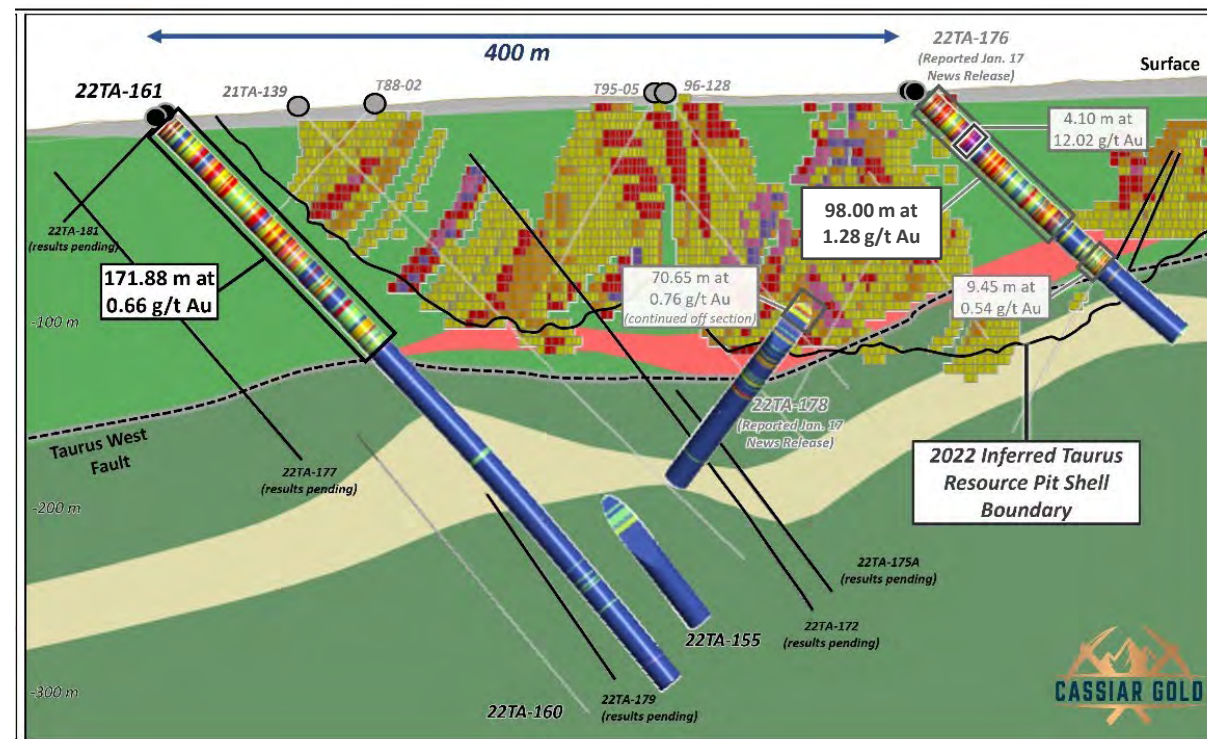 400 m
22TA-176
(Reported Jan. 17
News Release)
Surface
22TA-161
21TA-139
T88-02
T95-05
96-128
4.10 m at
12.02 g/t Au
98.00 m at
1.28 g/t Au
22TA-181
(results pending)
171.88 m at
0.66 g/t Au
70.65 m at
0.76 g/t Au
(continued off section)
9.45 m at
0.54 g/t Au
-100 m
22TA-178
(Reported Jan. 17
News Release)
Taurus West
Fault
22TA-177
(results pending)
2022 Inferred Taurus
Resource Pit Shell
Boundary
-200 m
22TA-175A
(results pending)
22TA-155
22TA-172
(results pending)
-300 m
22TA-160
22TA-179
(results pending)
CASSIAR GOLD